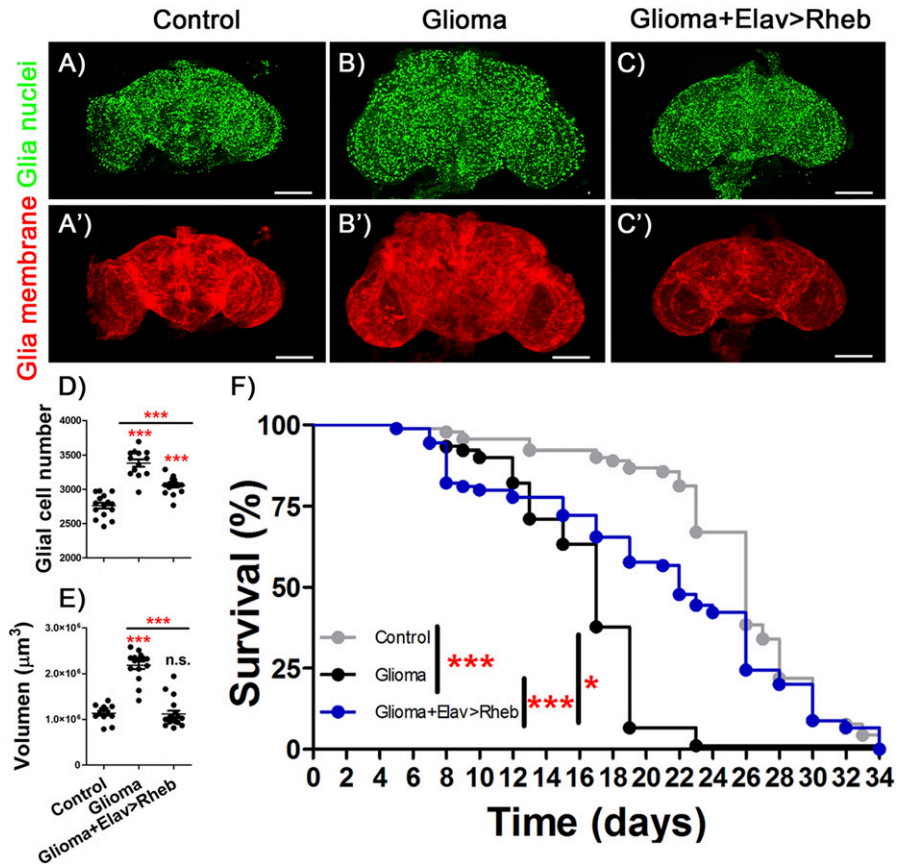 Control Glioma Glioma+Elav>Rheb
Glia membrane Glia nuclei
A) B) C)
A') B') C')
D)
***
***
***
Glial cell number
4000
3500
3000
2500
2000
E)
***
***
n.s.
Volumen (μm³)
3.0×10⁶
2.0×10⁶
1.0×10⁶
0
Control
Glioma
Glioma+Elav>Rheb
F)
Survival (%)
100
75
50
25
0
Control
Glioma
Glioma+Elav>Rheb
***
***
*
0 2 4 6 8 10 12 14 16 18 20 22 24 26 28 30 32 34
Time (days)